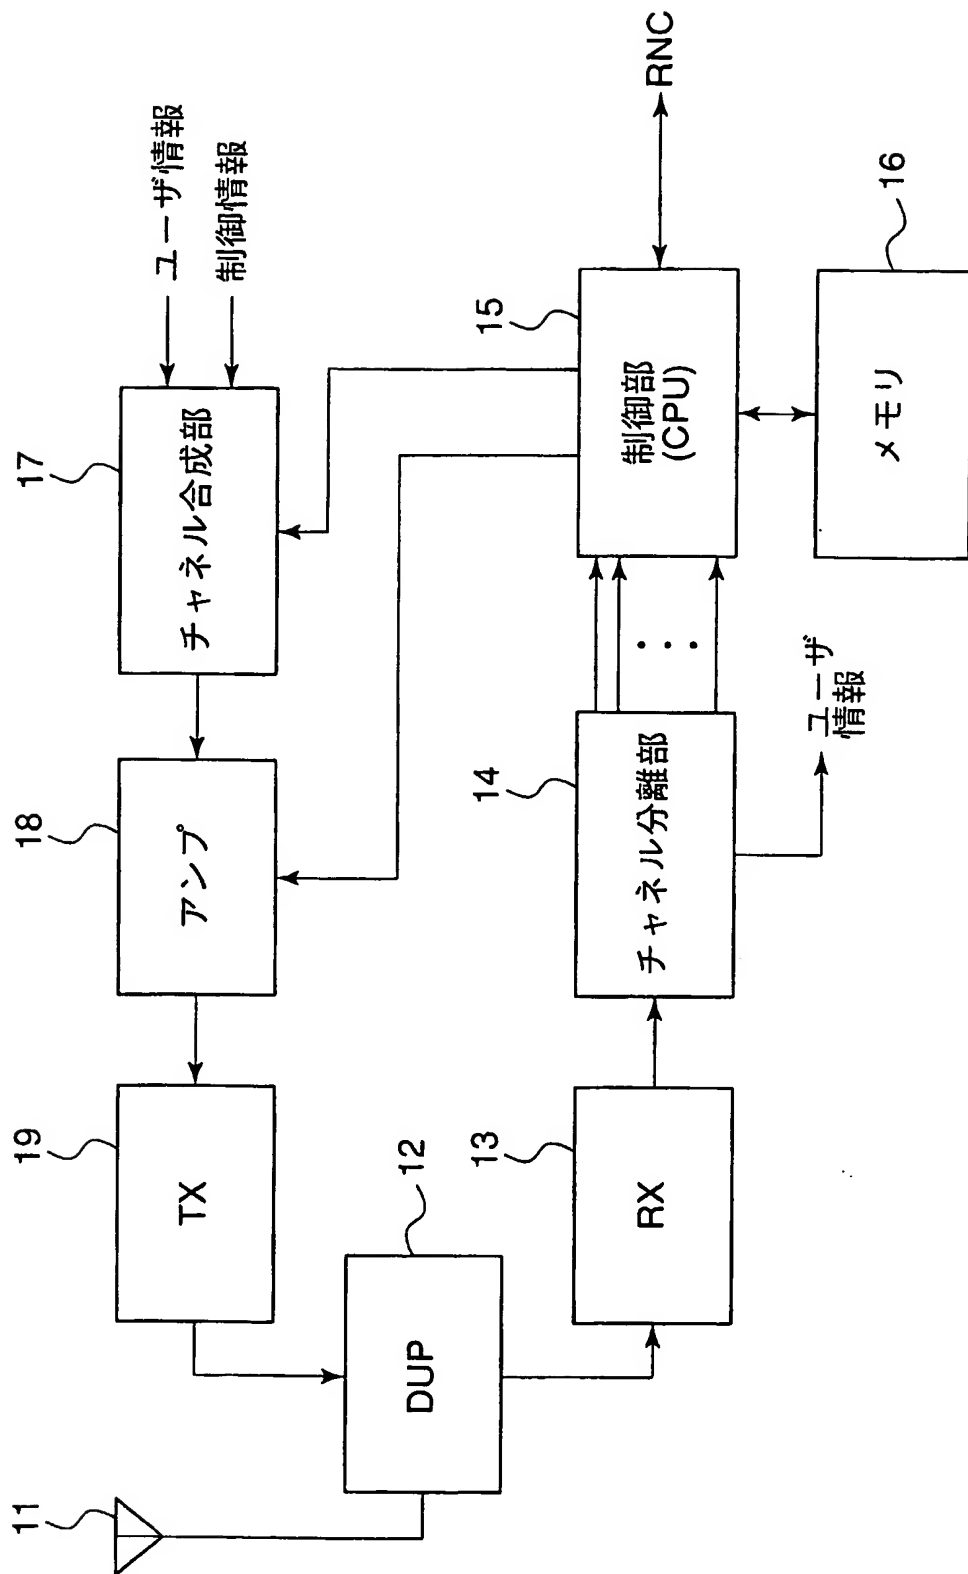 11
12
DUP
19
TX
13
RX
18
アンプ
14
チャネル分離部
ユーザ
情報
17
チャネル合成部
ユーザ情報
制御情報
15
制御部
(CPU)
RNC
16
メモリ